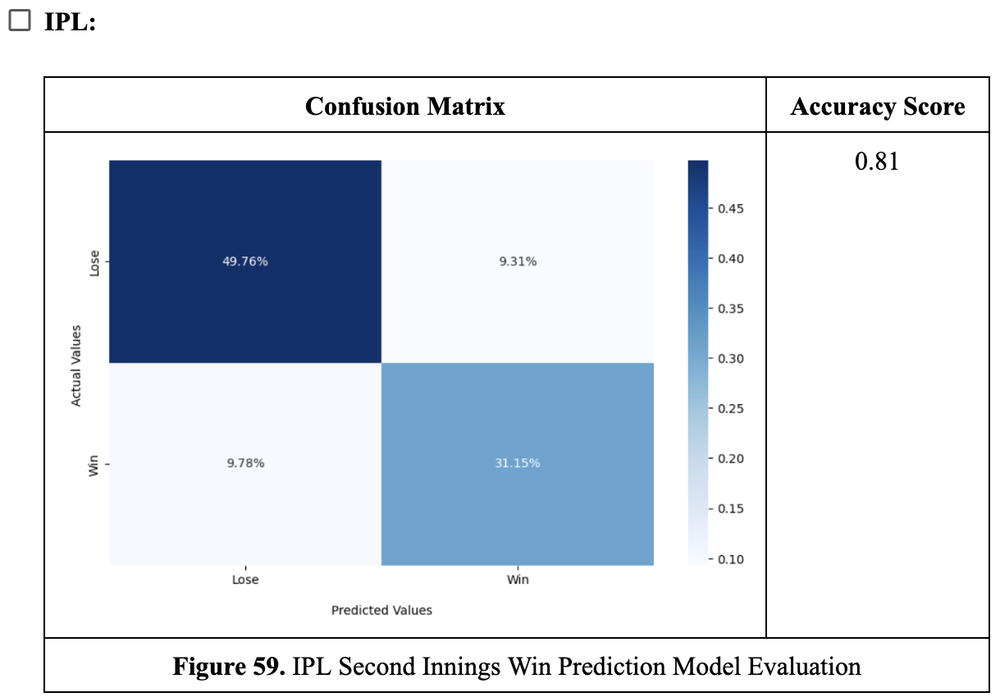 IPL:
Confusion Matrix
Accuracy Score
0.81
Actual Values
Lose
Win
49.76%
9.31%
9.78%
31.15%
Lose
Win
Predicted Values
0.45
0.40
0.35
0.30
0.25
0.20
0.15
0.10
Figure 59. IPL Second Innings Win Prediction Model Evaluation